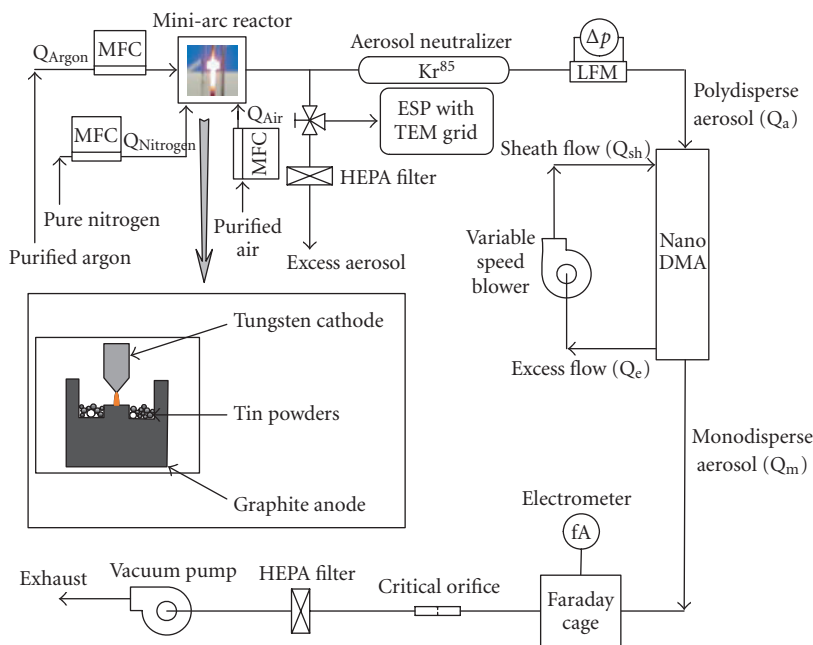 Mini-arc reactor
MFC
Q_Argon
Aerosol neutralizer
Kr^85
Δp
LFM
Polydisperse
aerosol (Q_a)
MFC
Q_Nitrogen
Q_Air
MFC
ESP with
TEM grid
HEPA filter
Sheath flow (Q_sh)
Pure nitrogen
Purified argon
Purified
air
Excess aerosol
Variable
speed
blower
Nano
DMA
Excess flow (Q_e)
Tungsten cathode
Tin powders
Graphite anode
Monodisperse
aerosol (Q_m)
Electrometer
fA
Faraday
cage
Critical orifice
HEPA filter
Vacuum pump
Exhaust